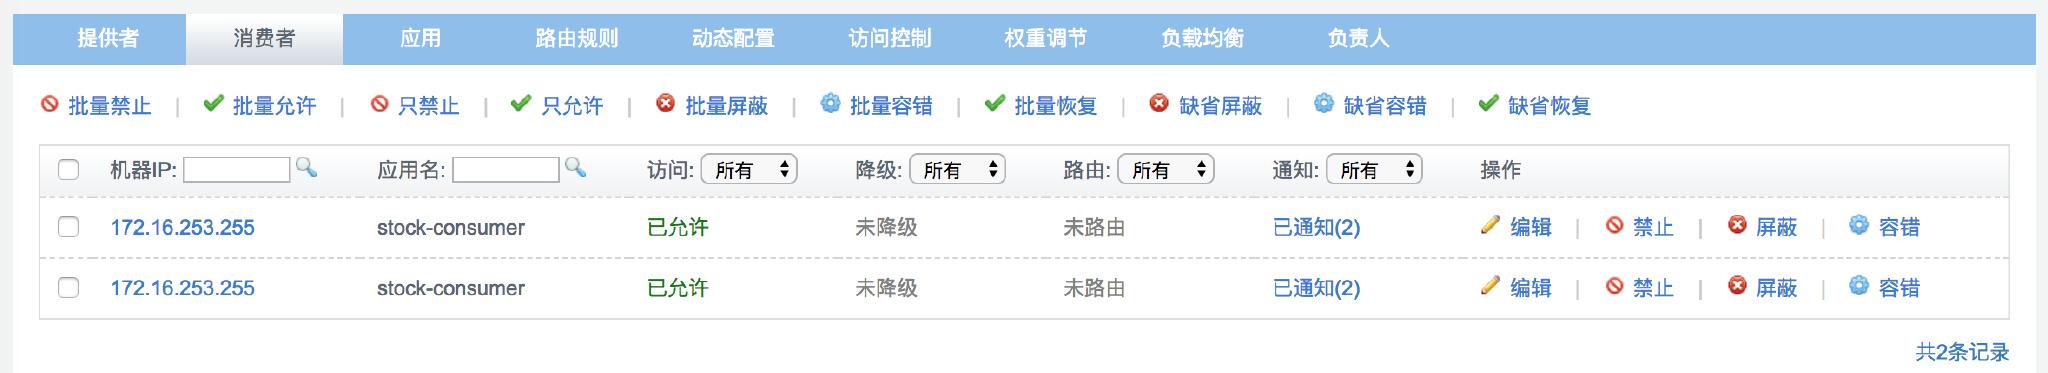 提供者 消费者 应用 路由规则 动态配置 访问控制 权重调节 负载均衡 负责人
批量禁止 | 批量允许 | 只禁止 | 只允许 | 批量屏蔽 | 批量容错 | 批量恢复 | 缺省屏蔽 | 缺省容错 | 缺省恢复
机器IP: 应用名: 访问: 所有 降级: 所有 路由: 所有 通知: 所有 操作
172.16.253.255 stock-consumer 已允许 未降级 未路由 已通知(2) 编辑 | 禁止 | 屏蔽 | 容错
172.16.253.255 stock-consumer 已允许 未降级 未路由 已通知(2) 编辑 | 禁止 | 屏蔽 | 容错
共2条记录